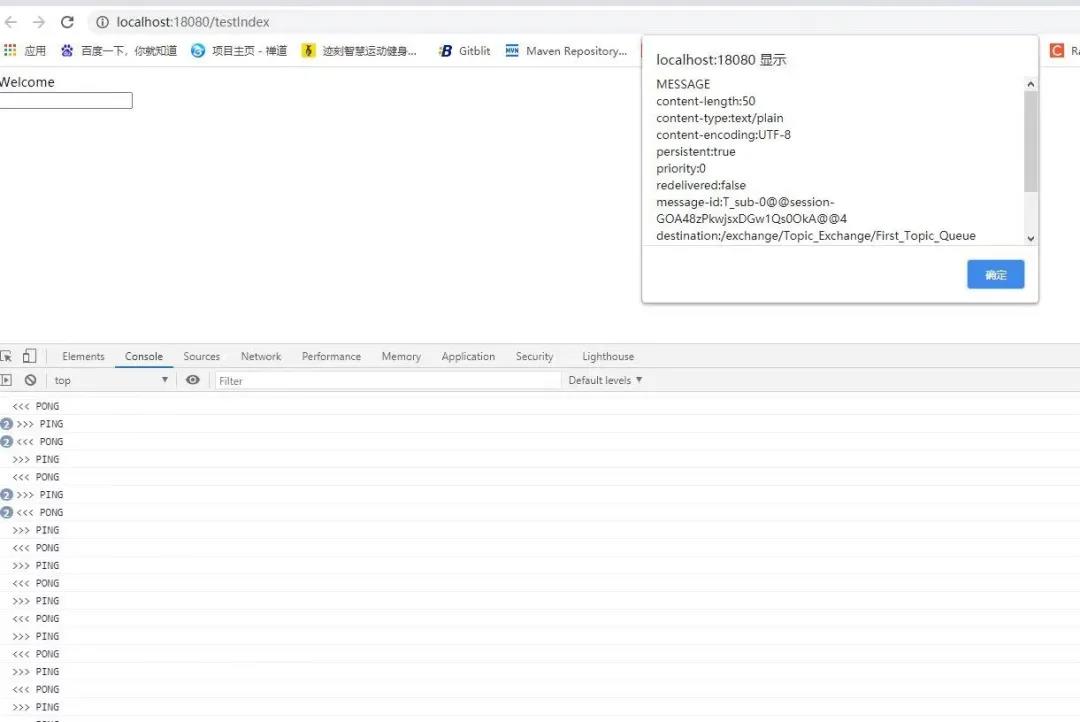 localhost:18080/testIndex
应用 百度一下，你就知道 项目主页 - 禅道 迹刻智慧运动健身... Gitblit Maven Repository...
Welcome
localhost:18080 显示
MESSAGE
content-length:50
content-type:text/plain
content-encoding:UTF-8
persistent:true
priority:0
redelivered:false
message-id:T_sub-0@@session-
GOA48zPkwjsxDGw1Qs0OkA@@4
destination:/exchange/Topic_Exchange/First_Topic_Queue
确定
Elements Console Sources Network Performance Memory Application Security Lighthouse
top Filter Default levels ▼
<<< PONG
2 >>> PING
2 <<< PONG
>>> PING
<<< PONG
2 >>> PING
2 <<< PONG
>>> PING
<<< PONG
>>> PING
<<< PONG
>>> PING
<<< PONG
>>> PING
<<< PONG
>>> PING
<<< PONG
>>> PING